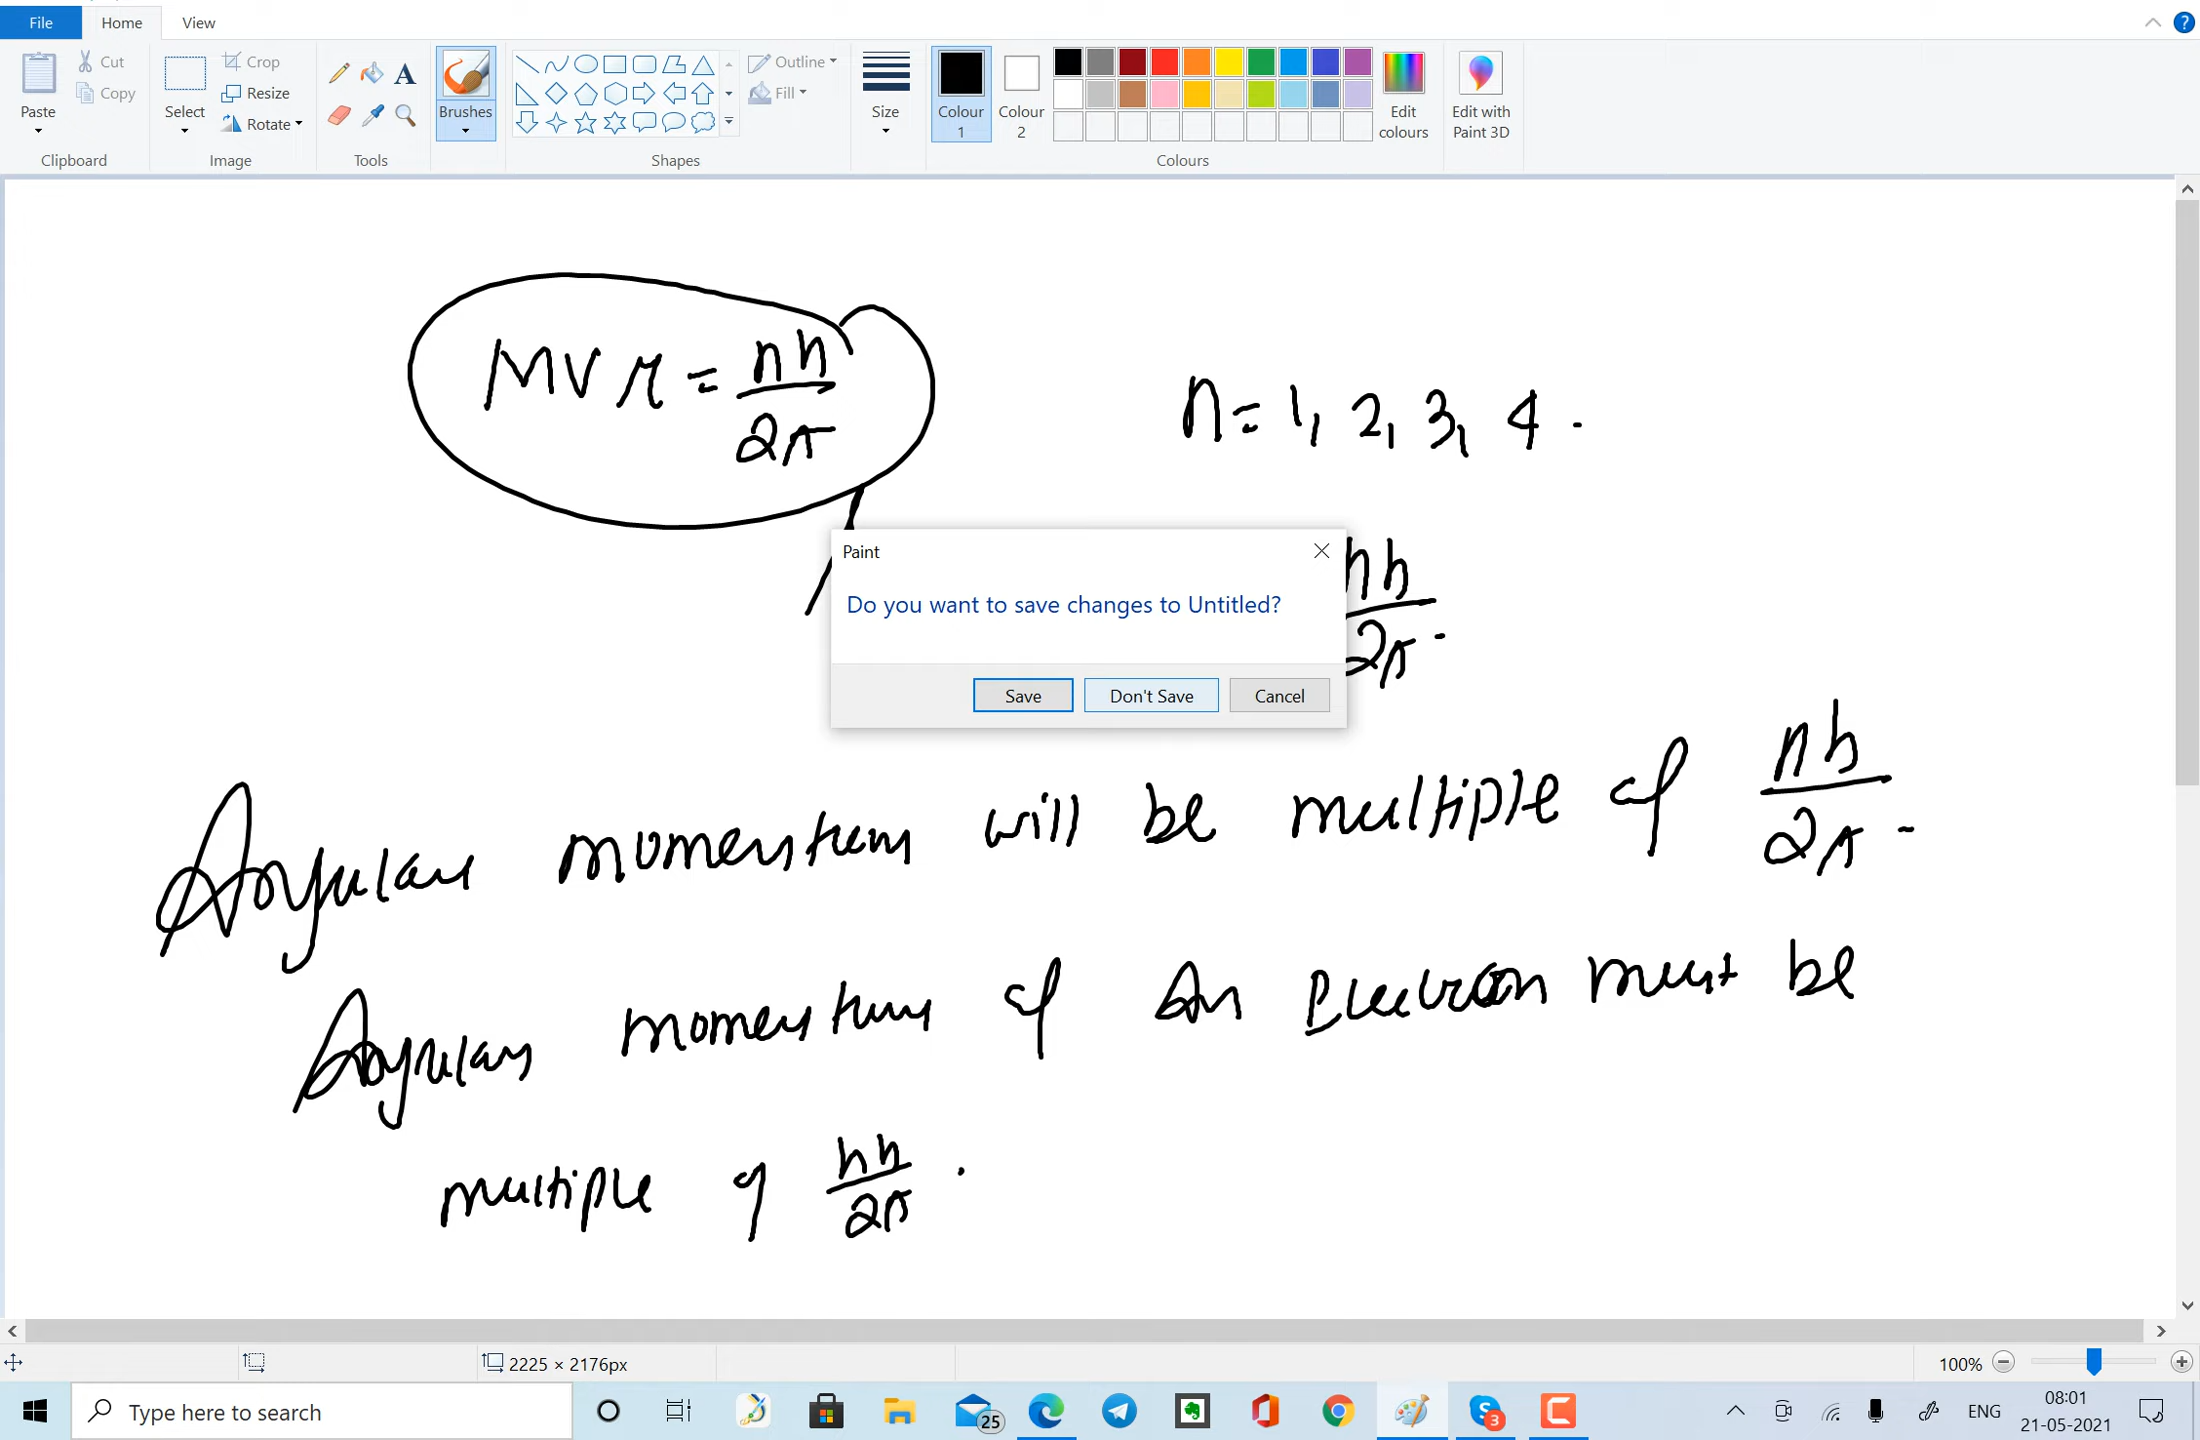 File Home View
Paste Cut Copy Clipboard
Select Crop Resize Rotate Image
Tools
Brushes
Shapes
Outline Fill
Size
Colour 1
Colour 2
Colours
Edit colours
Edit with Paint 3D
MVr = nh/2π
n = 1, 2, 3, 4 .
nh/2π .
Paint
Do you want to save changes to Untitled?
Save Don't Save Cancel
Angular momentum will be multiple of nh/2π .
Angular momentum of An Electron must be
multiple of nh/2π .
2225 × 2176px
100%
Type here to search
25
3
ENG
08:01
21-05-2021